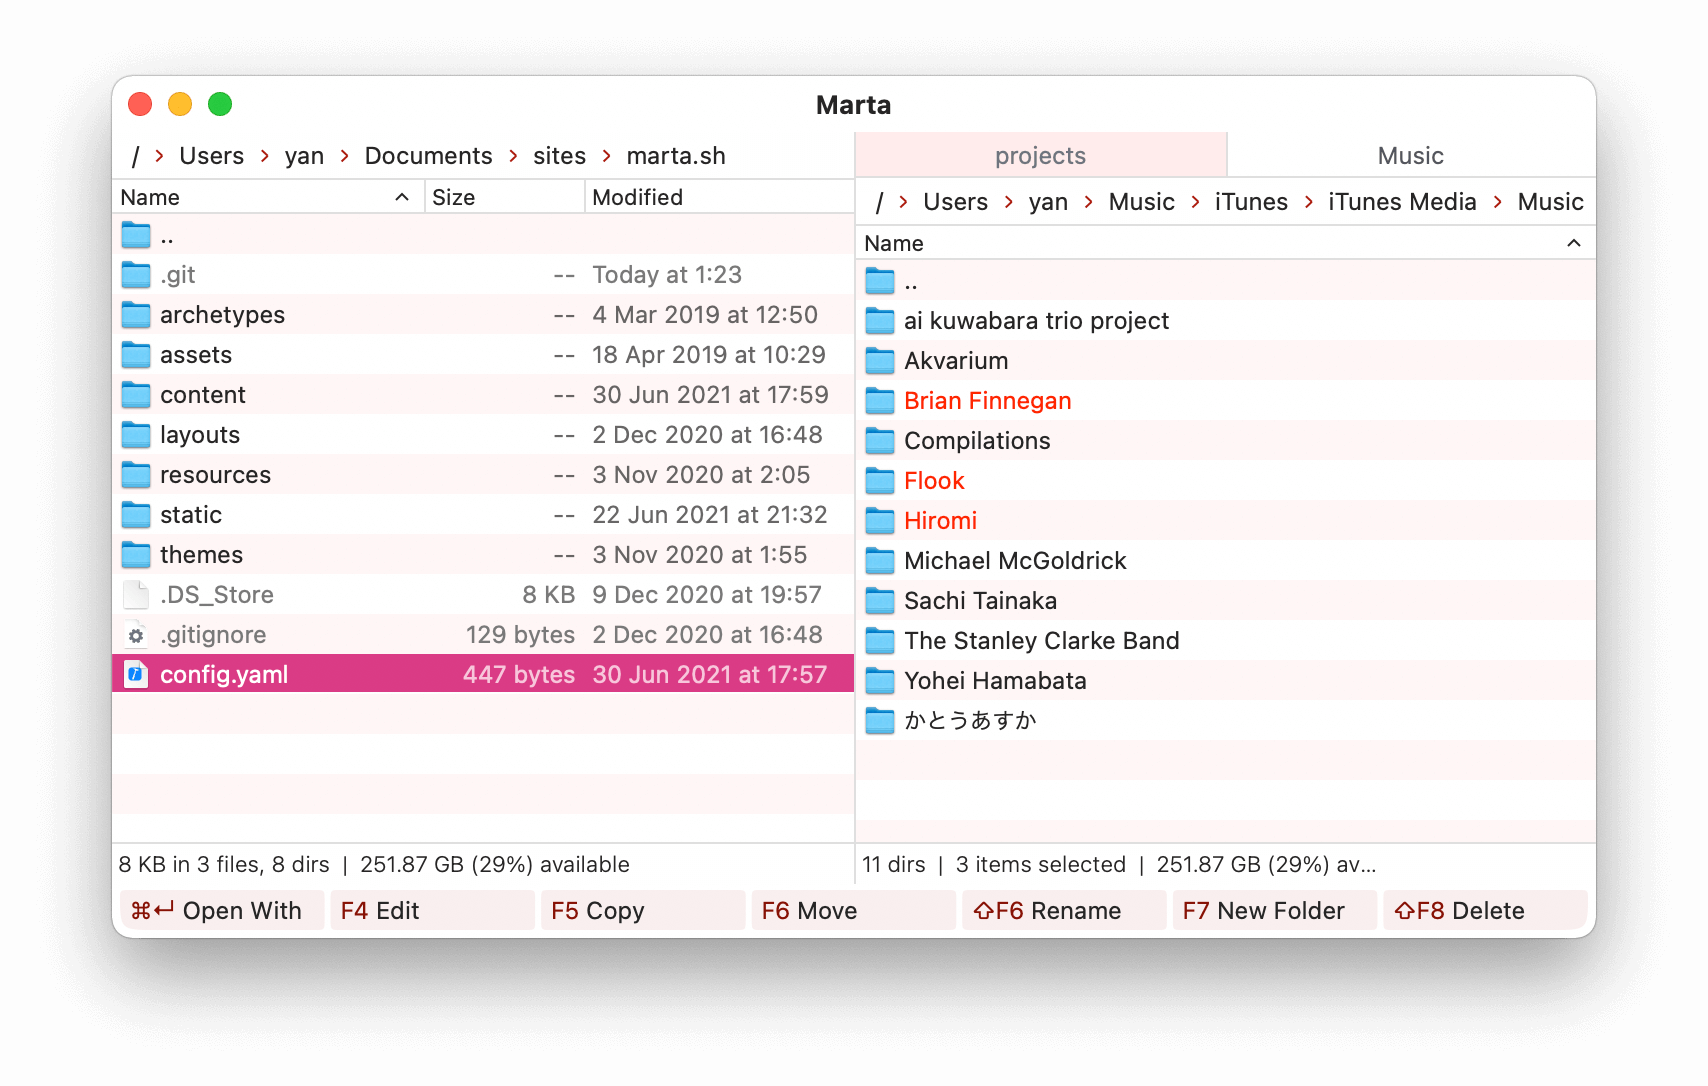 Marta
/ > Users > yan > Documents > sites > marta.sh
Name Size Modified
..
.git -- Today at 1:23
archetypes -- 4 Mar 2019 at 12:50
assets -- 18 Apr 2019 at 10:29
content -- 30 Jun 2021 at 17:59
layouts -- 2 Dec 2020 at 16:48
resources -- 3 Nov 2020 at 2:05
static -- 22 Jun 2021 at 21:32
themes -- 3 Nov 2020 at 1:55
.DS_Store 8 KB 9 Dec 2020 at 19:57
.gitignore 129 bytes 2 Dec 2020 at 16:48
config.yaml 447 bytes 30 Jun 2021 at 17:57
8 KB in 3 files, 8 dirs | 251.87 GB (29%) available
projects Music
/ > Users > yan > Music > iTunes > iTunes Media > Music
Name
..
ai kuwabara trio project
Akvarium
Brian Finnegan
Compilations
Flook
Hiromi
Michael McGoldrick
Sachi Tainaka
The Stanley Clarke Band
Yohei Hamabata
かとうあすか
11 dirs | 3 items selected | 251.87 GB (29%) av...
⌘↩ Open With F4 Edit F5 Copy F6 Move ⇧F6 Rename F7 New Folder ⇧F8 Delete